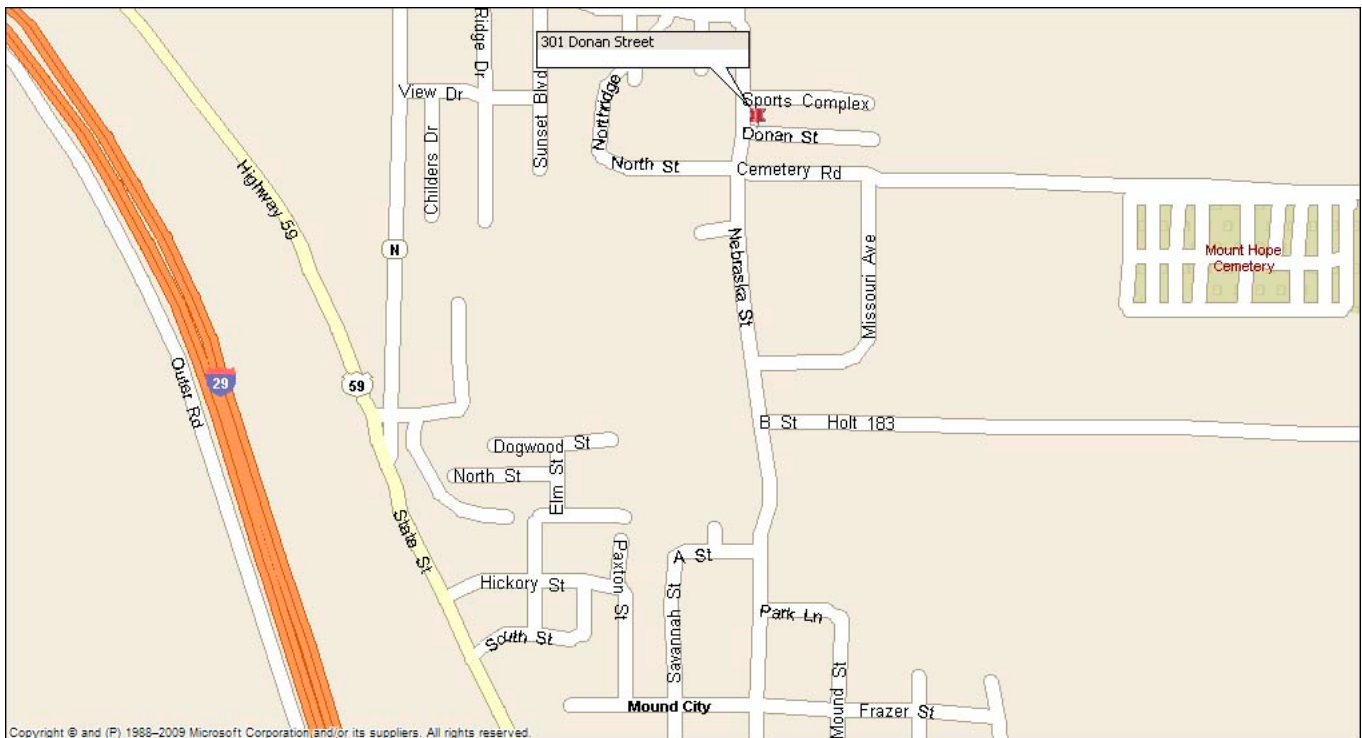 Ridge Dr
301 Donan Street
View Dr
Sunset Blvd
Northridge
Sports Complex
Childers Dr
Donan St
North St
Cemetery Rd
Highway 59
N
Nebraska St
Missouri Ave
Mount Hope
Cemetery
Outer Rd
29
59
B St
Holt 183
Dogwood St
North St
Elm St
State St
Paxton St
A St
Hickory St
Savannah St
Park Ln
South St
Mound St
Mound City
Frazer St
Copyright © and (P) 1988–2009 Microsoft Corporation and/or its suppliers. All rights reserved.